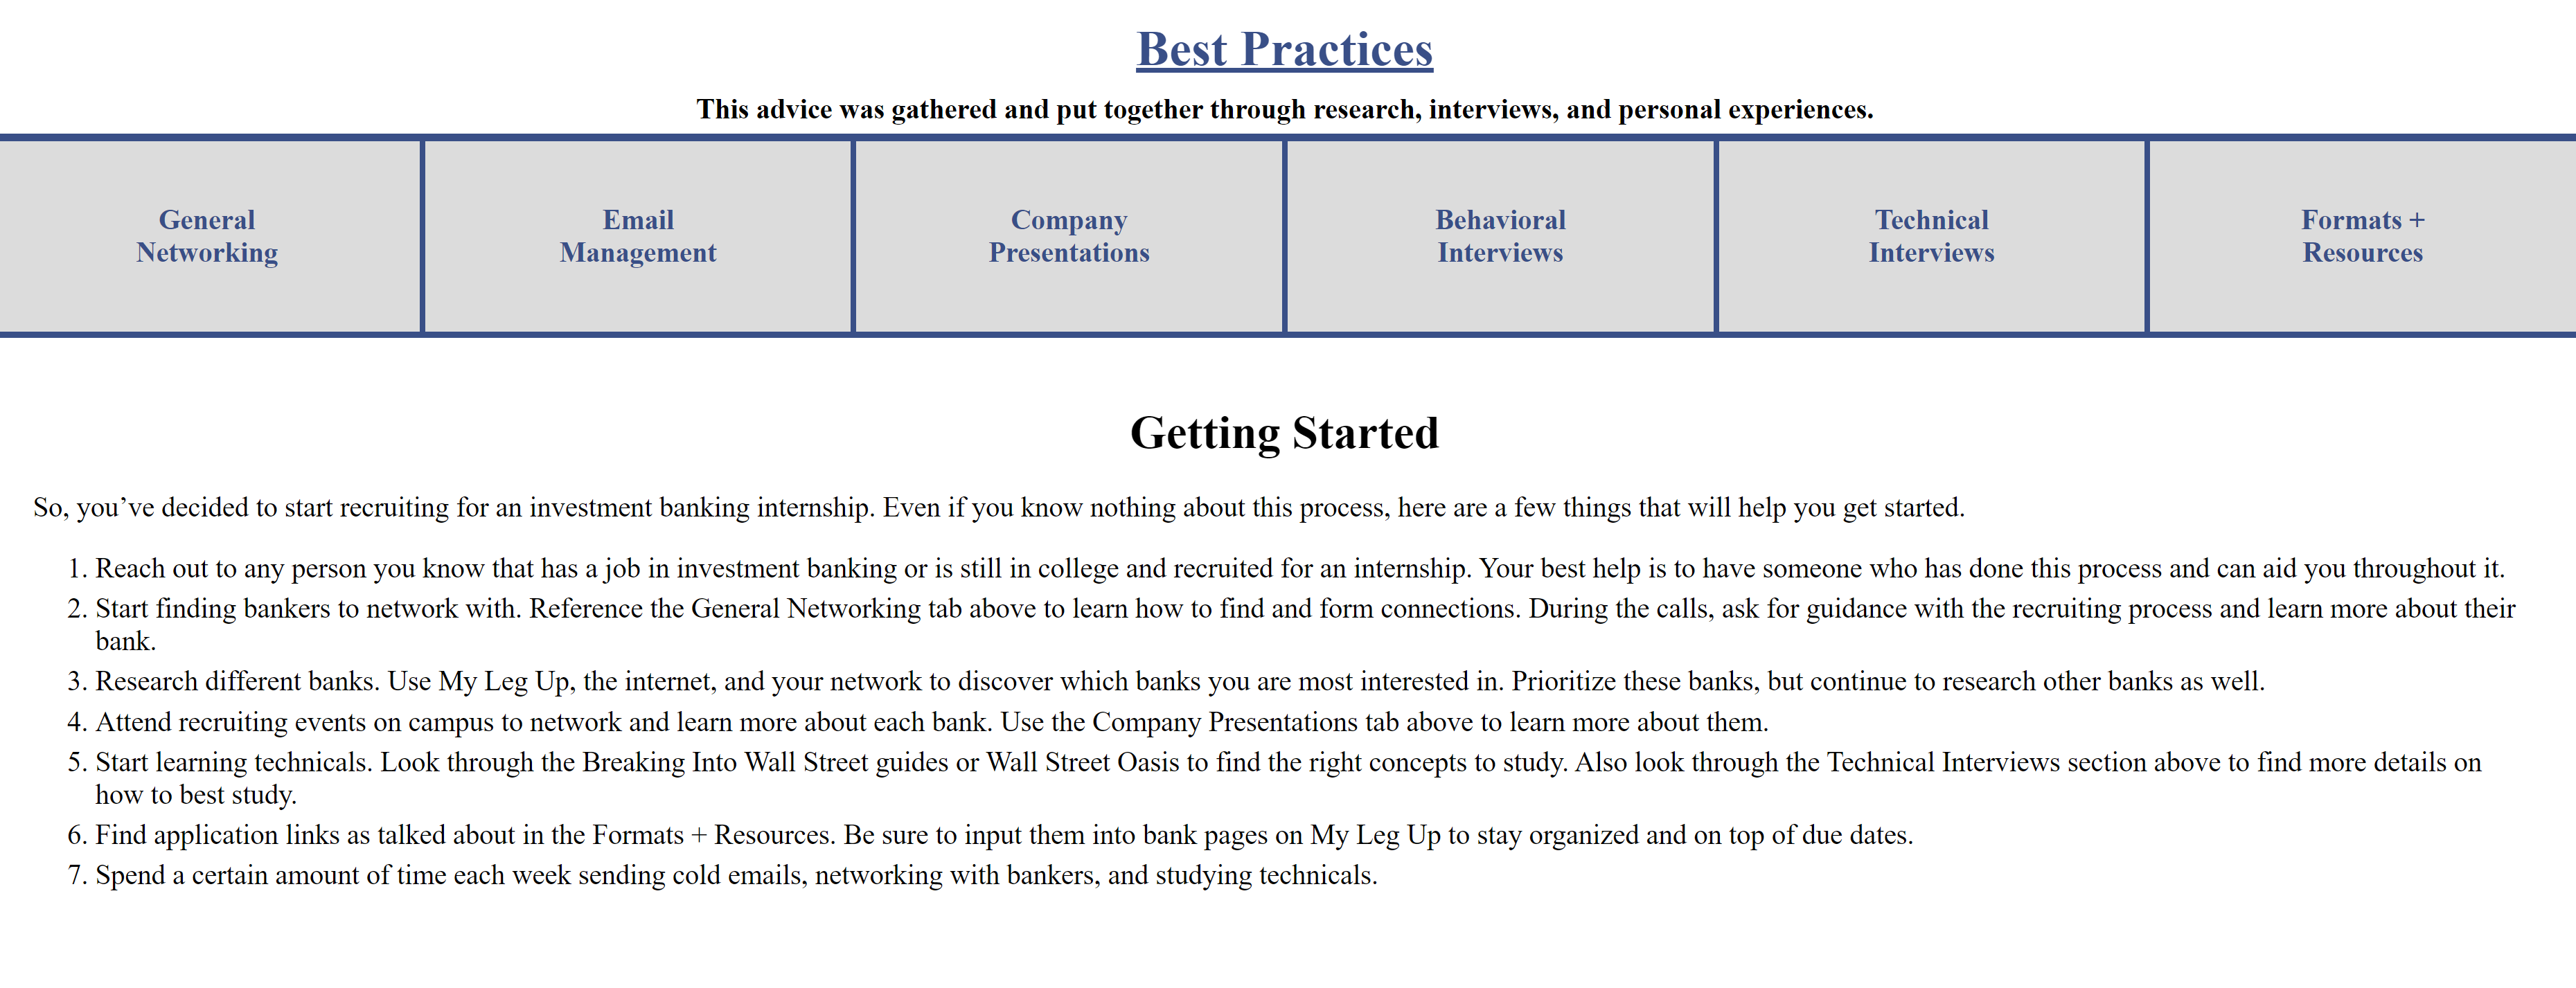 Best Practices
This advice was gathered and put together through research, interviews, and personal experiences.
General
Networking
Email
Management
Company
Presentations
Behavioral
Interviews
Technical
Interviews
Formats +
Resources
Getting Started
So, you’ve decided to start recruiting for an investment banking internship. Even if you know nothing about this process, here are a few things that will help you get started.
1. Reach out to any person you know that has a job in investment banking or is still in college and recruited for an internship. Your best help is to have someone who has done this process and can aid you throughout it.
2. Start finding bankers to network with. Reference the General Networking tab above to learn how to find and form connections. During the calls, ask for guidance with the recruiting process and learn more about their
bank.
3. Research different banks. Use My Leg Up, the internet, and your network to discover which banks you are most interested in. Prioritize these banks, but continue to research other banks as well.
4. Attend recruiting events on campus to network and learn more about each bank. Use the Company Presentations tab above to learn more about them.
5. Start learning technicals. Look through the Breaking Into Wall Street guides or Wall Street Oasis to find the right concepts to study. Also look through the Technical Interviews section above to find more details on
how to best study.
6. Find application links as talked about in the Formats + Resources. Be sure to input them into bank pages on My Leg Up to stay organized and on top of due dates.
7. Spend a certain amount of time each week sending cold emails, networking with bankers, and studying technicals.